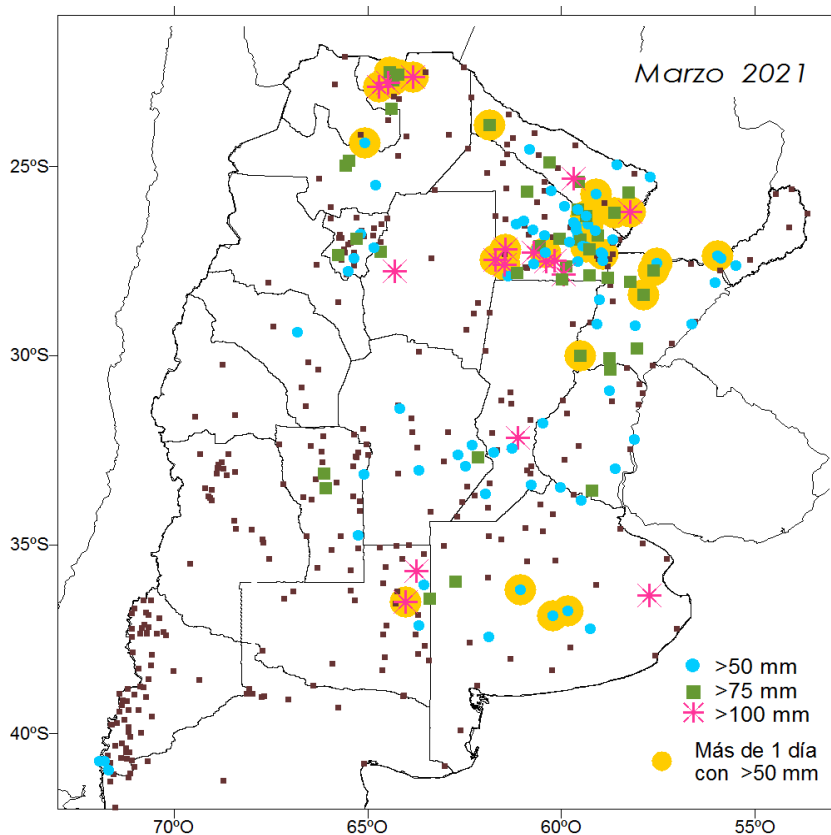 Marzo 2021
25ºS
30ºS
35ºS
40ºS
>50 mm
>75 mm
>100 mm
Más de 1 día
con >50 mm
70ºO
65ºO
60ºO
55ºO